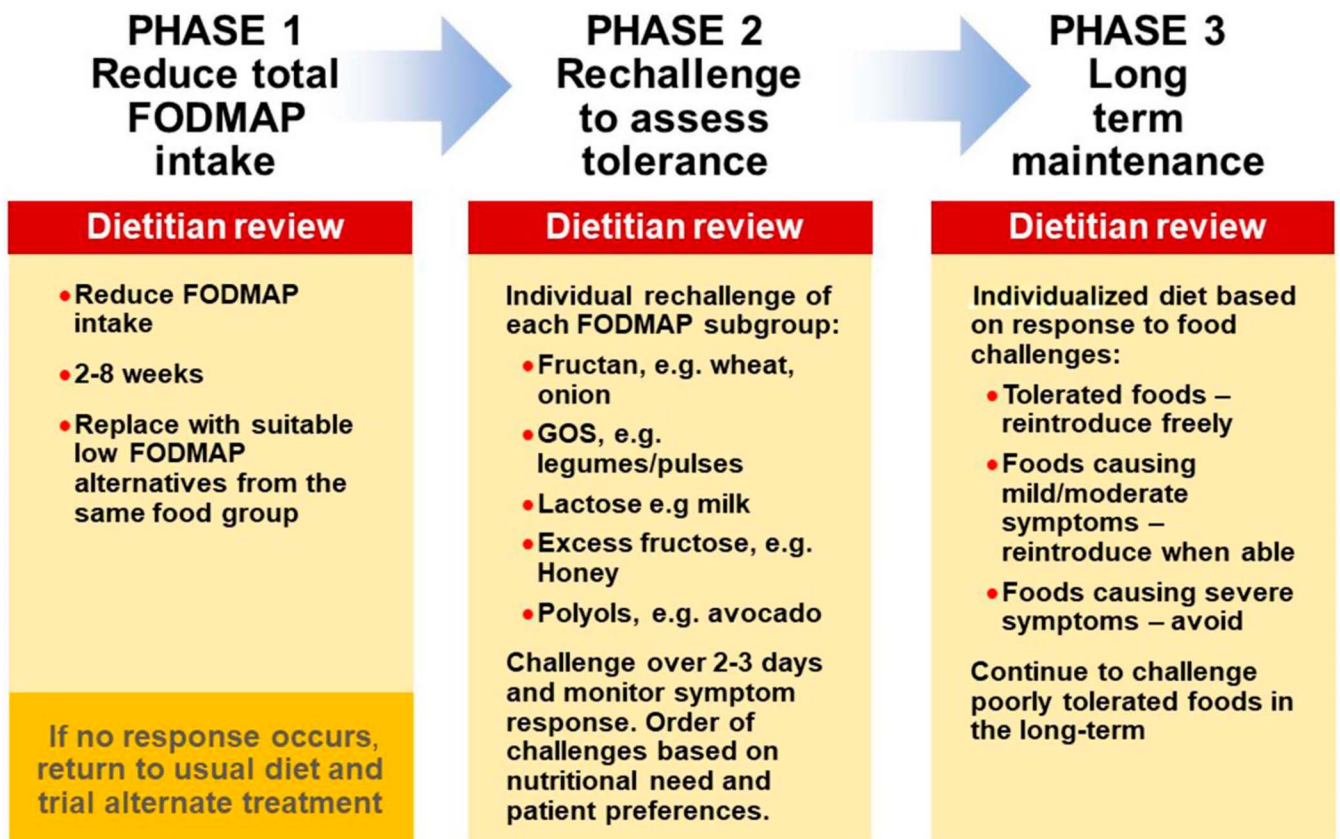 PHASE 1
Reduce total
FODMAP
intake
Dietitian review
•Reduce FODMAP
intake
•2-8 weeks
•Replace with suitable
low FODMAP
alternatives from the
same food group
If no response occurs,
return to usual diet and
trial alternate treatment
PHASE 2
Rechallenge
to assess
tolerance
Dietitian review
Individual rechallenge of
each FODMAP subgroup:
•Fructan, e.g. wheat,
onion
•GOS, e.g.
legumes/pulses
•Lactose e.g milk
•Excess fructose, e.g.
Honey
•Polyols, e.g. avocado
Challenge over 2-3 days
and monitor symptom
response. Order of
challenges based on
nutritional need and
patient preferences.
PHASE 3
Long
term
maintenance
Dietitian review
Individualized diet based
on response to food
challenges:
•Tolerated foods –
reintroduce freely
•Foods causing
mild/moderate
symptoms –
reintroduce when able
•Foods causing severe
symptoms – avoid
Continue to challenge
poorly tolerated foods in
the long-term